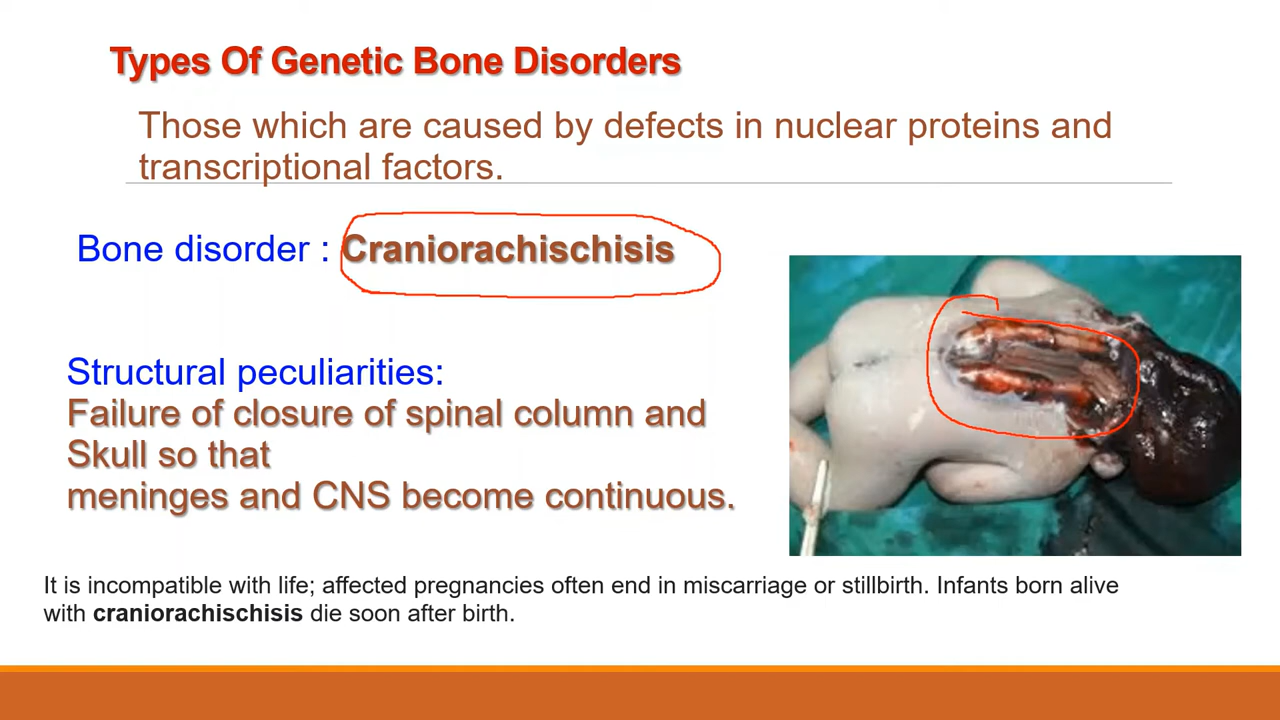 Types Of Genetic Bone Disorders
Those which are caused by defects in nuclear proteins and
transcriptional factors.
Bone disorder : Craniorachischisis
Structural peculiarities:
Failure of closure of spinal column and
Skull so that
meninges and CNS become continuous.
It is incompatible with life; affected pregnancies often end in miscarriage or stillbirth. Infants born alive
with craniorachischisis die soon after birth.